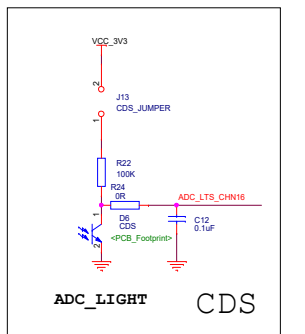 VCC_3V3
2
J13
CDS_JUMPER
1
R22
100K
R24
0R
ADC_LTS_CHN16
1
D6
CDS
C12
0.1uF
2
<PCB_Footprint>
ADC_LIGHT
CDS